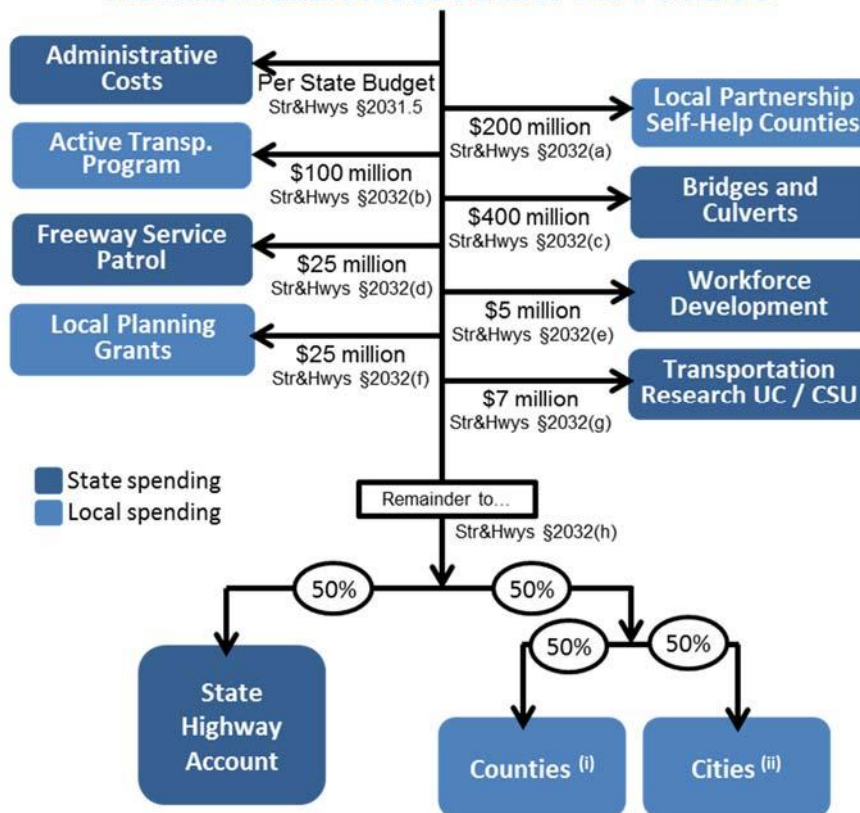 Administrative
Costs
Per State Budget
Str&Hwys §2031.5
Local Partnership
Self-Help Counties
$200 million
Str&Hwys §2032(a)
Active Transp.
Program
$100 million
Str&Hwys §2032(b)
Bridges and
Culverts
$400 million
Str&Hwys §2032(c)
Freeway Service
Patrol
$25 million
Str&Hwys §2032(d)
Workforce
Development
$5 million
Str&Hwys §2032(e)
Local Planning
Grants
$25 million
Str&Hwys §2032(f)
Transportation
Research UC / CSU
$7 million
Str&Hwys §2032(g)
State spending
Local spending
Remainder to...
Str&Hwys §2032(h)
50%
50%
50%
50%
State
Highway
Account
Counties (i)
Cities (ii)